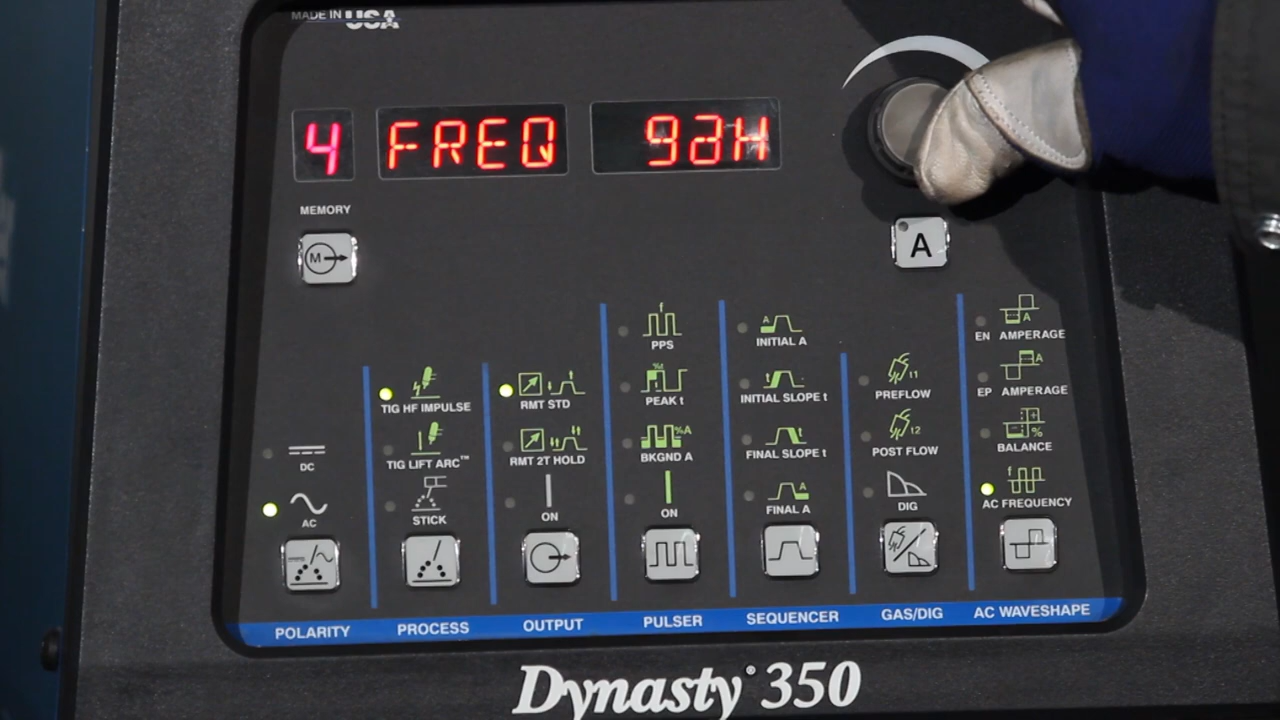 MADE IN USA
4 FREQ
MEMORY
M
A
PPS
INITIAL A
EN AMPERAGE
TIG HF IMPULSE
RMT STD
PEAK t
INITIAL SLOPE t
PREFLOW
EP AMPERAGE
DC
TIG LIFT ARC™
RMT 2T HOLD
BKGND A
FINAL SLOPE t
POST FLOW
BALANCE
AC
STICK
ON
ON
FINAL A
DIG
AC FREQUENCY
POLARITY
PROCESS
OUTPUT
PULSER
SEQUENCER
GAS/DIG
AC WAVESHAPE
Dynasty® 350